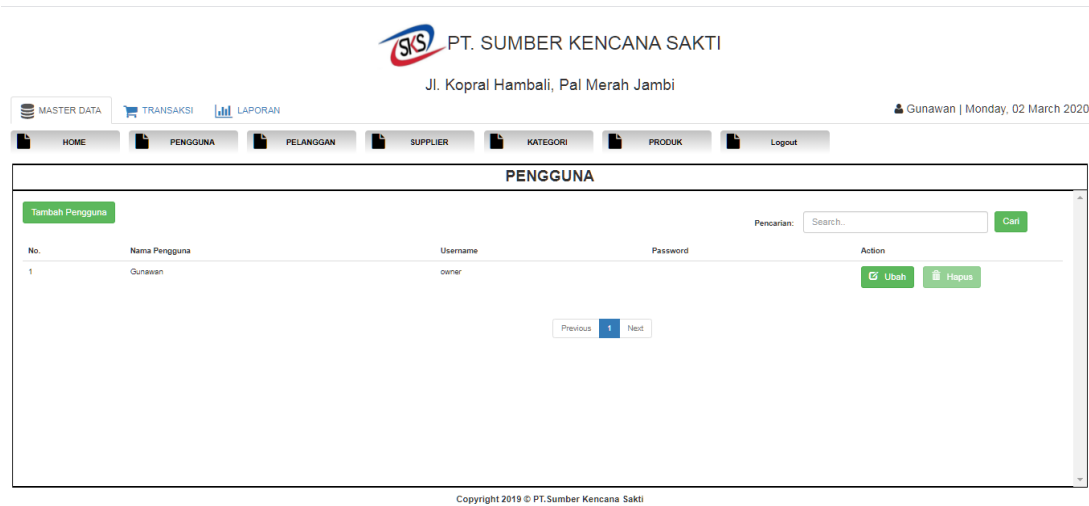 SKS PT. SUMBER KENCANA SAKTI
Jl. Kopral Hambali, Pal Merah Jambi
MASTER DATA TRANSAKSI LAPORAN Gunawan | Monday, 02 March 2020
HOME PENGGUNA PELANGGAN SUPPLIER KATEGORI PRODUK Logout
PENGGUNA
Tambah Pengguna Pencarian: Search.. Cari
No. Nama Pengguna Username Password Action
1 Gunawan owner Ubah Hapus
Previous 1 Next
Copyright 2019 © PT.Sumber Kencana Sakti